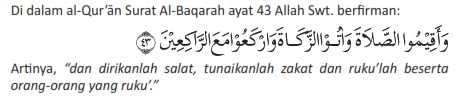 Di dalam al-Qur’ān Surat Al-Baqarah ayat 43 Allah Swt. berfirman:
وَأَقِيمُوا الصَّلَاةَ وَآتُوا الزَّكَاةَ وَارْكَعُوا مَعَ الرَّاكِعِينَ ﴿٤٣﴾
Artinya, “dan dirikanlah salat, tunaikanlah zakat dan ruku’lah beserta
orang-orang yang ruku’.”